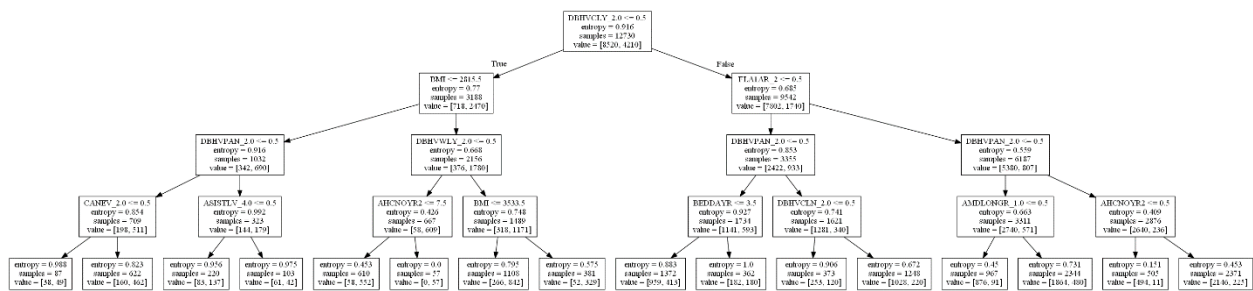 DBHVCLY_2.0 <= 0.5
entropy = 0.916
samples = 12730
value = [8520, 4210]
True
False
BMI <= 2815.5
entropy = 0.77
samples = 3188
value = [718, 2470]
FLA1AR_2 <= 0.5
entropy = 0.685
samples = 9542
value = [7802, 1740]
DBHVPAN_2.0 <= 0.5
entropy = 0.916
samples = 1032
value = [342, 690]
DBHVWLY_2.0 <= 0.5
entropy = 0.668
samples = 2156
value = [376, 1780]
DBHVPAN_2.0 <= 0.5
entropy = 0.853
samples = 3355
value = [2422, 933]
DBHVPAN_2.0 <= 0.5
entropy = 0.559
samples = 6187
value = [5380, 807]
CANEV_2.0 <= 0.5
entropy = 0.854
samples = 709
value = [198, 511]
ASISTLV_4.0 <= 0.5
entropy = 0.992
samples = 323
value = [144, 179]
AHCNOYR2 <= 7.5
entropy = 0.426
samples = 667
value = [58, 609]
BMI <= 3533.5
entropy = 0.748
samples = 1489
value = [318, 1171]
BEDDAYR <= 3.5
entropy = 0.927
samples = 1734
value = [1141, 593]
DBHVCLN_2.0 <= 0.5
entropy = 0.741
samples = 1621
value = [1281, 340]
AMDLONGR_1.0 <= 0.5
entropy = 0.663
samples = 3311
value = [2740, 571]
AHCNOYR2 <= 0.5
entropy = 0.409
samples = 2876
value = [2640, 236]
entropy = 0.988
samples = 87
value = [38, 49]
entropy = 0.823
samples = 622
value = [160, 462]
entropy = 0.956
samples = 220
value = [83, 137]
entropy = 0.975
samples = 103
value = [61, 42]
entropy = 0.453
samples = 610
value = [58, 552]
entropy = 0.0
samples = 57
value = [0, 57]
entropy = 0.795
samples = 1108
value = [266, 842]
entropy = 0.575
samples = 381
value = [52, 329]
entropy = 0.883
samples = 1372
value = [959, 413]
entropy = 1.0
samples = 362
value = [182, 180]
entropy = 0.906
samples = 373
value = [253, 120]
entropy = 0.672
samples = 1248
value = [1028, 220]
entropy = 0.45
samples = 967
value = [876, 91]
entropy = 0.731
samples = 2344
value = [1864, 480]
entropy = 0.151
samples = 505
value = [494, 11]
entropy = 0.453
samples = 2371
value = [2146, 225]